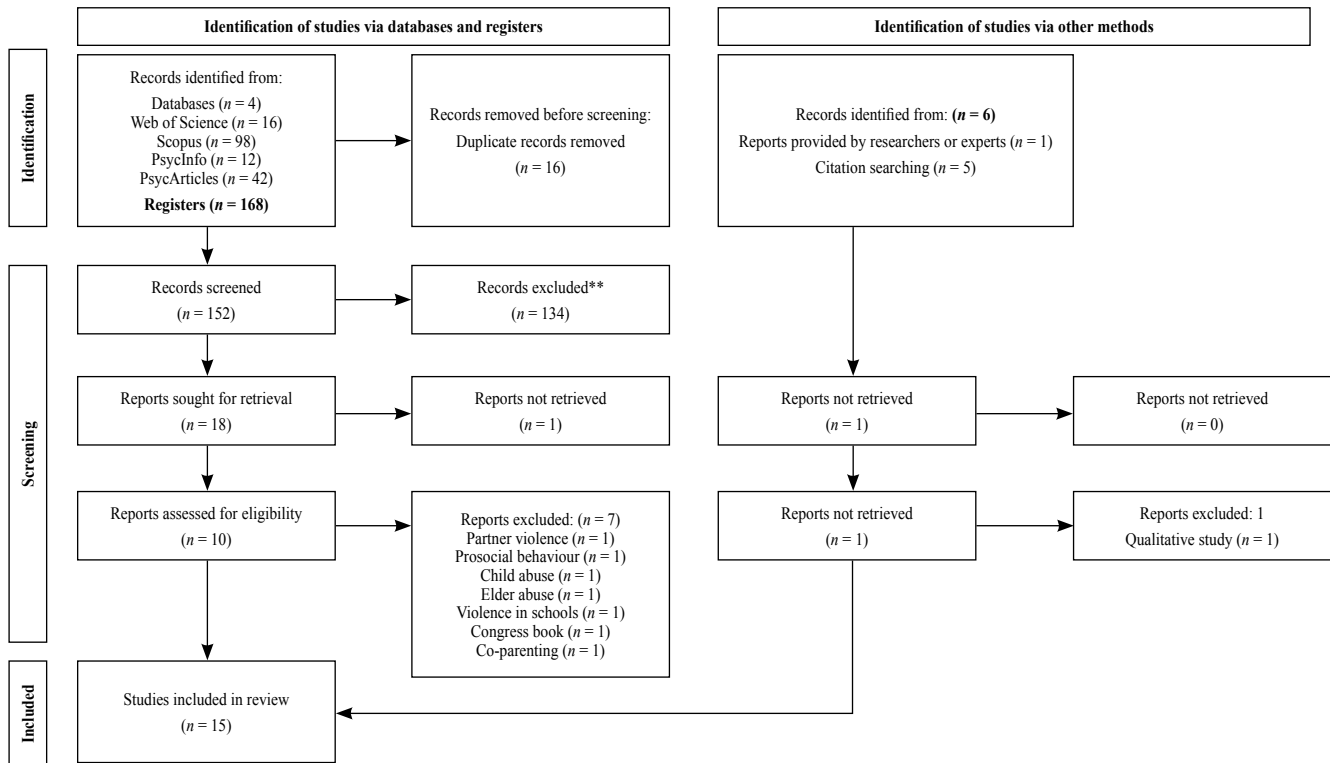 Identification of studies via databases and registers
Identification of studies via other methods
Identification
Records identified from:
Databases (n = 4)
Web of Science (n = 16)
Scopus (n = 98)
PsycInfo (n = 12)
PsycArticles (n = 42)
Registers (n = 168)
Records removed before screening:
Duplicate records removed
(n = 16)
Records identified from: (n = 6)
Reports provided by researchers or experts (n = 1)
Citation searching (n = 5)
Screening
Records screened
(n = 152)
Records excluded**
(n = 134)
Reports sought for retrieval
(n = 18)
Reports not retrieved
(n = 1)
Reports not retrieved
(n = 1)
Reports not retrieved
(n = 0)
Reports assessed for eligibility
(n = 10)
Reports excluded: (n = 7)
Partner violence (n = 1)
Prosocial behaviour (n = 1)
Child abuse (n = 1)
Elder abuse (n = 1)
Violence in schools (n = 1)
Congress book (n = 1)
Co-parenting (n = 1)
Reports not retrieved
(n = 1)
Reports excluded: 1
Qualitative study (n = 1)
Included
Studies included in review
(n = 15)